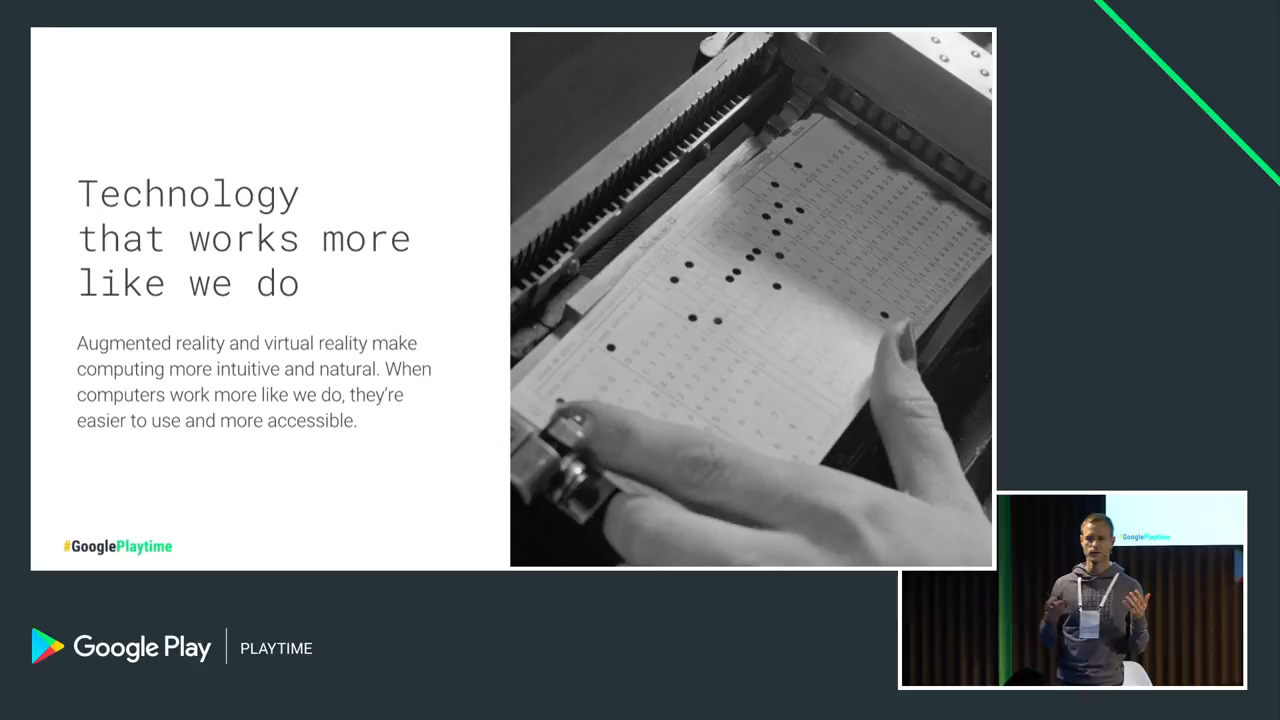 Technology
that works more
like we do
Augmented reality and virtual reality make
computing more intuitive and natural. When
computers work more like we do, they're
easier to use and more accessible.
#GooglePlaytime
#GooglePlaytime
Google Play
PLAYTIME